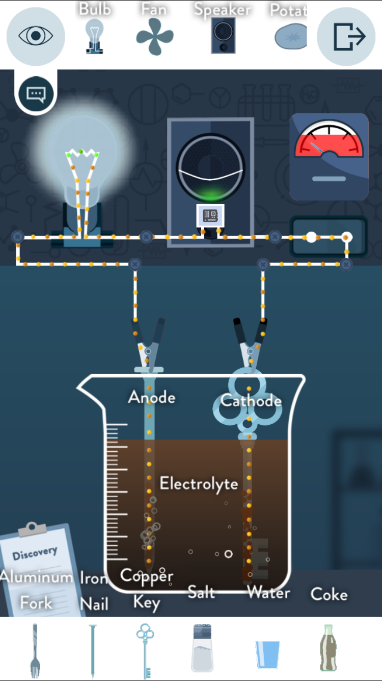 Bulb Fan Speaker Potat
Anode Cathode
Electrolyte
Discovery
Aluminum Fork
Iron Nail
Copper Key
Salt
Water
Coke